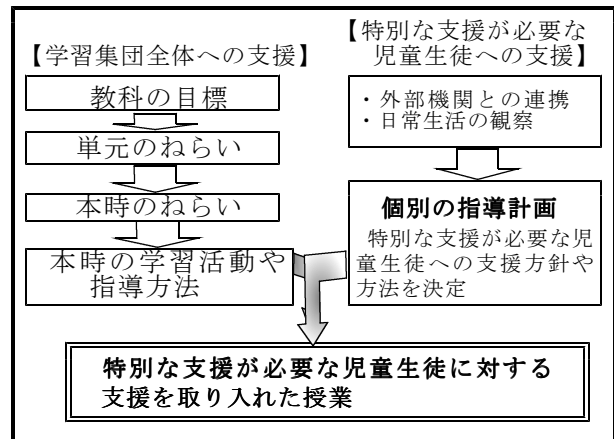 【学習集団全体への支援】
教科の目標
単元のねらい
本時のねらい
本時の学習活動や
指導方法
【特別な支援が必要な
児童生徒への支援】
・外部機関との連携
・日常生活の観察
個別の指導計画
特別な支援が必要な児
童生徒への支援方針や
方法を決定
特別な支援が必要な児童生徒に対する
支援を取り入れた授業